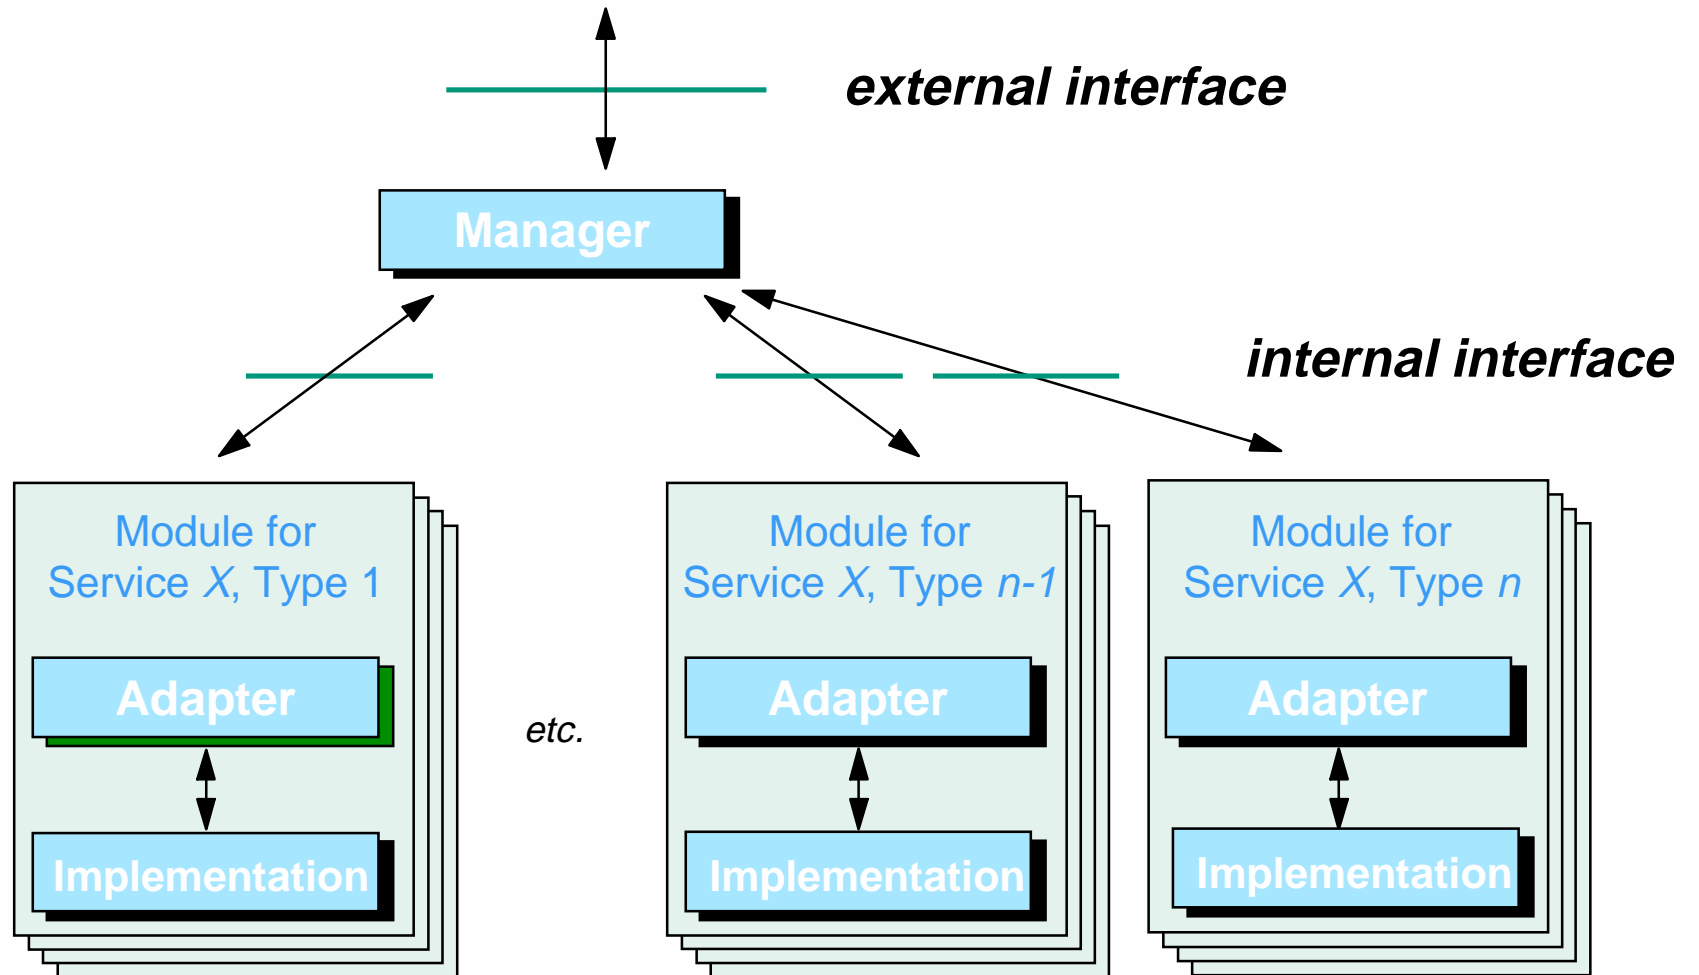 external interface
Manager
internal interface
Module for
Service X, Type 1
Adapter
Implementation
etc.
Module for
Service X, Type n-1
Adapter
Implementation
Module for
Service X, Type n
Adapter
Implementation